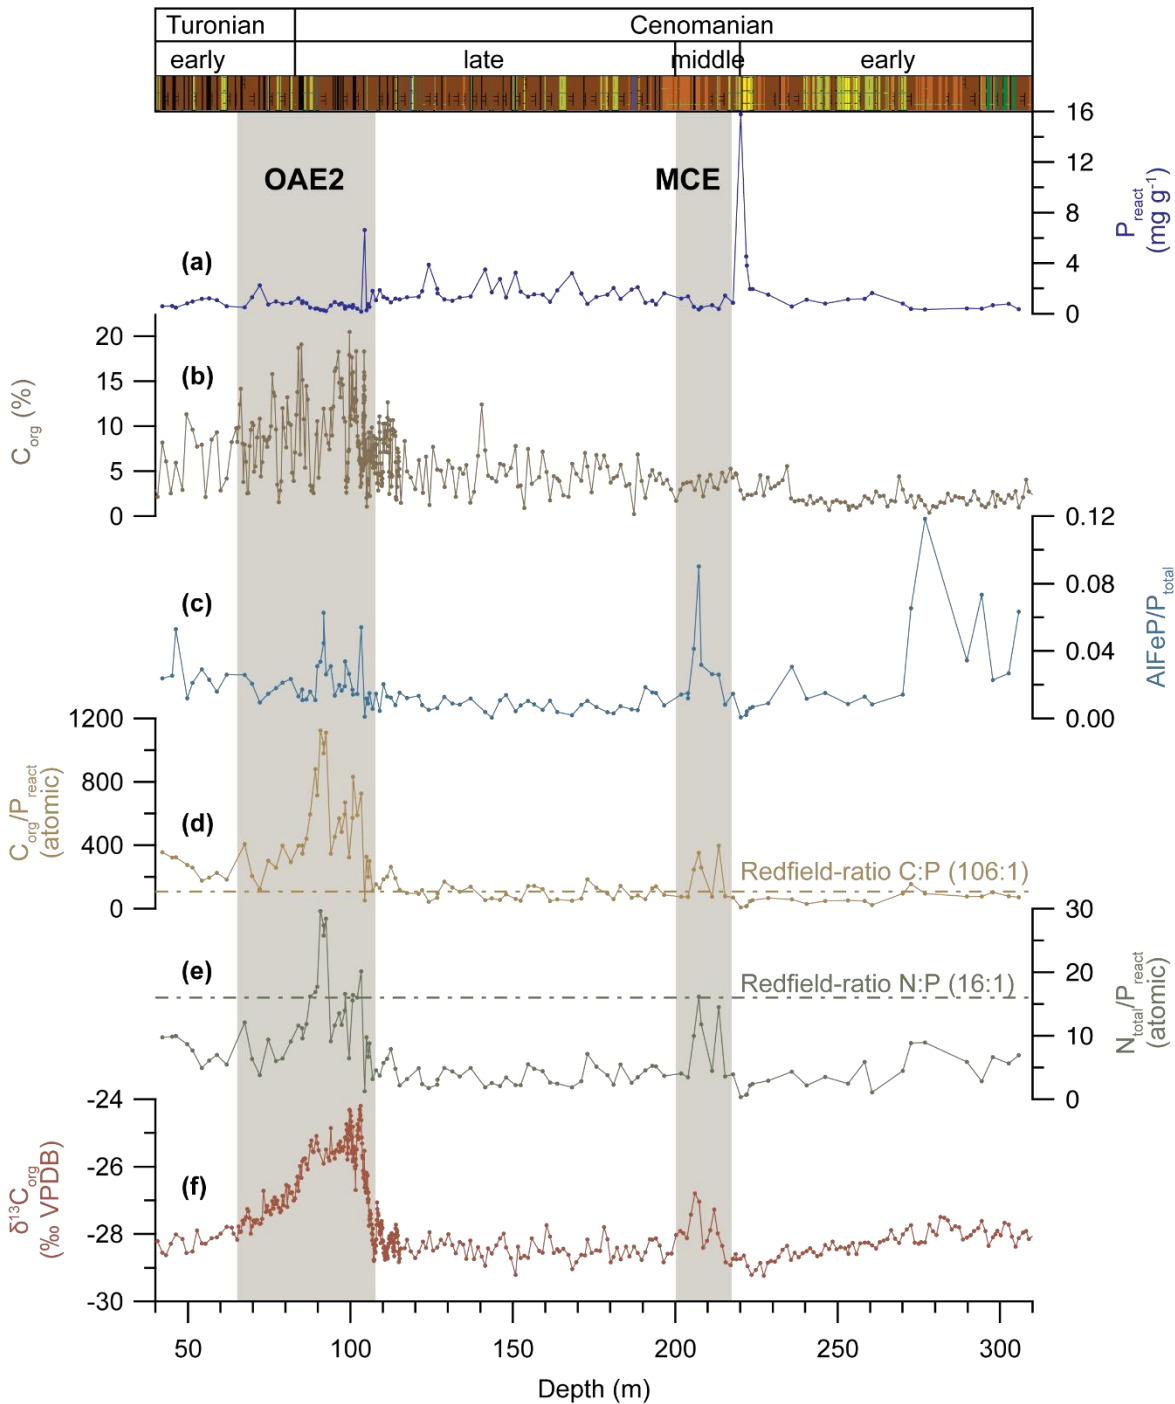 Turonian Cenomanian
early late middle early
OAE2 MCE
(a)
16
12
8
4
0
P_react
(mg g⁻¹)
(b)
20
15
10
5
0
C_org (%)
(c)
0.12
0.08
0.04
0.00
AlFeP/P_total
(d)
1200
800
400
0
C_org/P_react
(atomic)
Redfield-ratio C:P (106:1)
(e)
30
20
10
0
N_total/P_react
(atomic)
Redfield-ratio N:P (16:1)
(f)
-24
-26
-28
-30
δ¹³C_org
(‰ VPDB)
50 100 150 200 250 300
Depth (m)